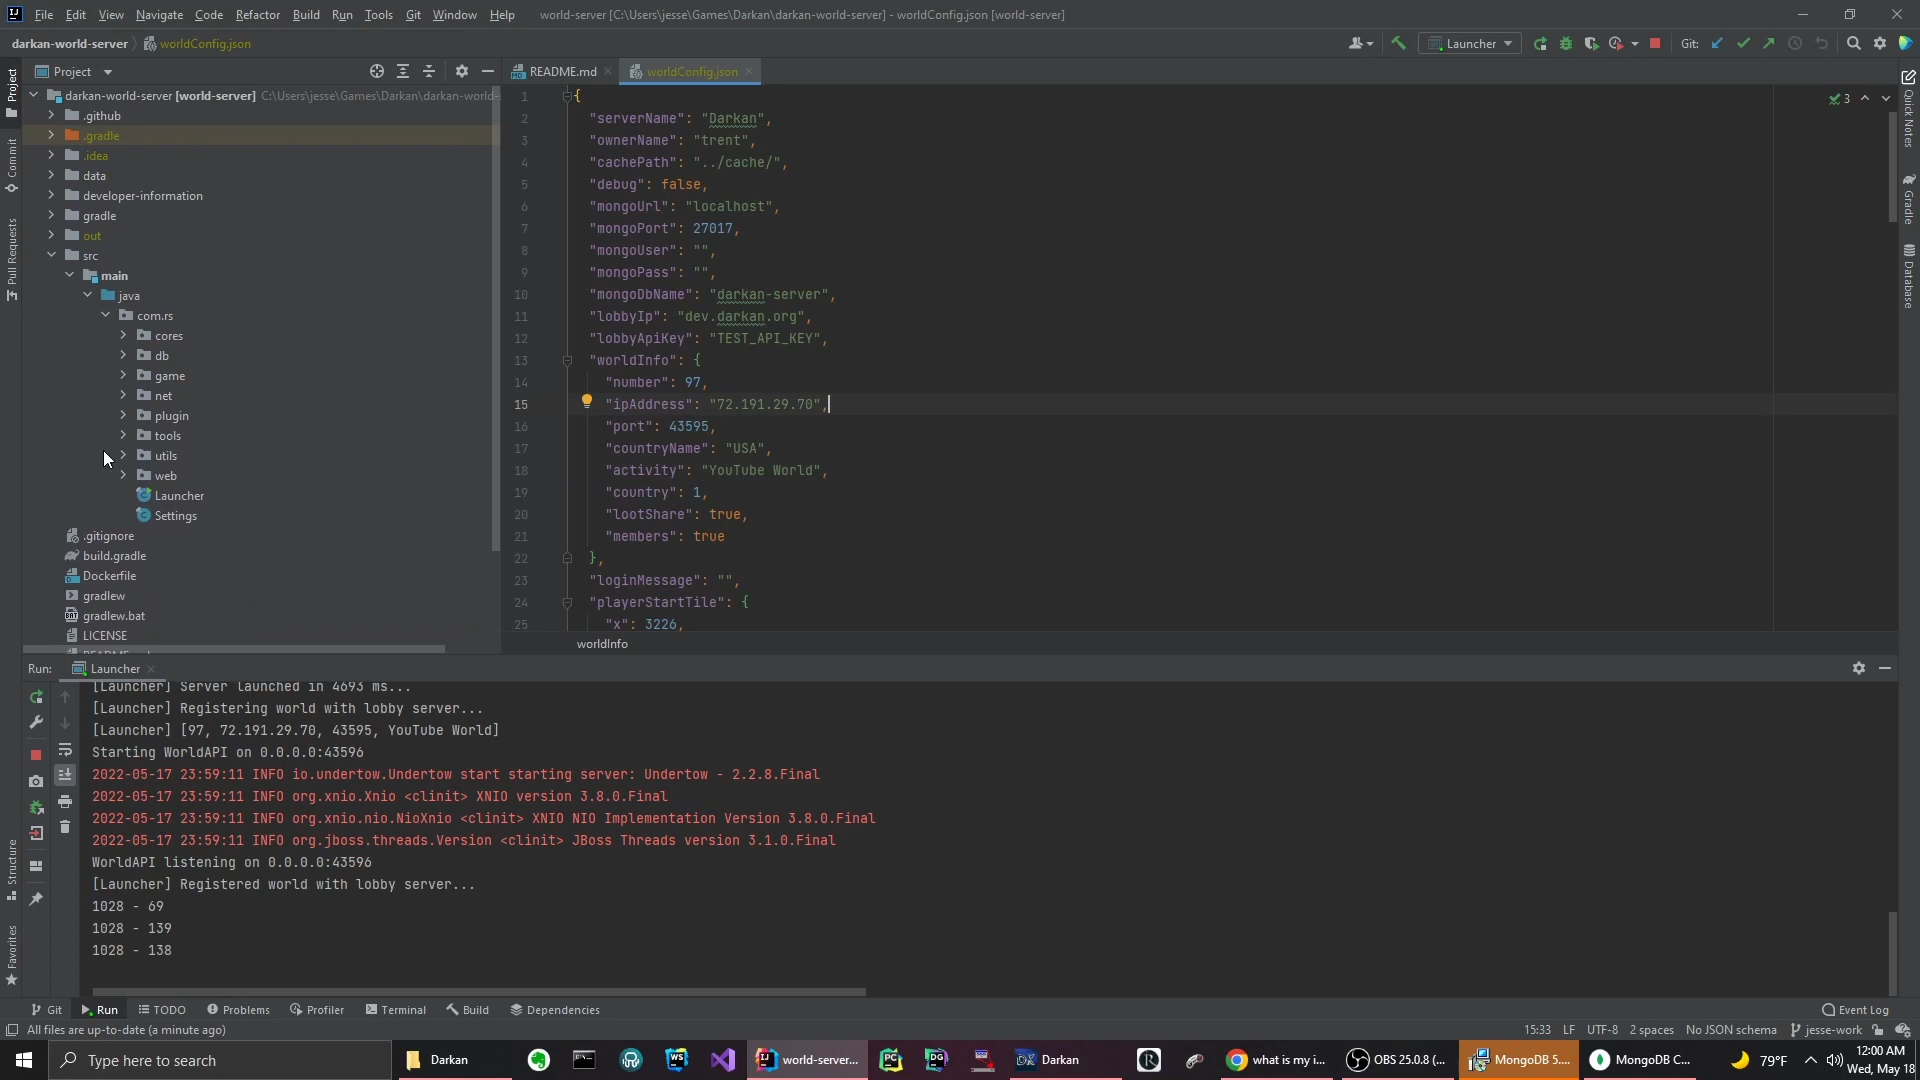 File Edit View Navigate Code Refactor Build Run Tools Git Window Help world-server [C:\Users\jesse\Games\Darkan\darkan-world-server] - worldConfig.json [world-server]
darkan-world-server worldConfig.json Launcher Git:
Project README.md worldConfig.json
darkan-world-server [world-server] C:\Users\jesse\Games\Darkan\darkan-world-
.github
.gradle
.idea
data
developer-information
gradle
out
src
main
java
com.rs
cores
db
game
net
plugin
tools
utils
web
Launcher
Settings
.gitignore
build.gradle
Dockerfile
gradlew
gradlew.bat
LICENSE
Project
Commit
Pull Requests
Structure
Favorites
3
1 {
2 "serverName": "Darkan",
3 "ownerName": "trent",
4 "cachePath": "../cache/",
5 "debug": false,
6 "mongoUrl": "localhost",
7 "mongoPort": 27017,
8 "mongoUser": "",
9 "mongoPass": "",
10 "mongoDbName": "darkan-server",
11 "lobbyIp": "dev.darkan.org",
12 "lobbyApiKey": "TEST_API_KEY",
13 "worldInfo": {
14 "number": 97,
15 "ipAddress": "72.191.29.70",
16 "port": 43595,
17 "countryName": "USA",
18 "activity": "YouTube World",
19 "country": 1,
20 "lootShare": true,
21 "members": true
22 },
23 "loginMessage": "",
24 "playerStartTile": {
25 "x": 3226,
worldInfo
Quick Notes
Gradle
Database
Run: Launcher
[Launcher] Server launched in 4693 ms...
[Launcher] Registering world with lobby server...
[Launcher] [97, 72.191.29.70, 43595, YouTube World]
Starting WorldAPI on 0.0.0.0:43596
2022-05-17 23:59:11 INFO io.undertow.Undertow start starting server: Undertow - 2.2.8.Final
2022-05-17 23:59:11 INFO org.xnio.Xnio <clinit> XNIO version 3.8.0.Final
2022-05-17 23:59:11 INFO org.xnio.nio.NioXnio <clinit> XNIO NIO Implementation Version 3.8.0.Final
2022-05-17 23:59:11 INFO org.jboss.threads.Version <clinit> JBoss Threads version 3.1.0.Final
WorldAPI listening on 0.0.0.0:43596
[Launcher] Registered world with lobby server...
1028 - 69
1028 - 139
1028 - 138
Git Run TODO Problems Profiler Terminal Build Dependencies Event Log
All files are up-to-date (a minute ago) 15:33 LF UTF-8 2 spaces No JSON schema jesse-work
Type here to search Darkan world-server... Darkan what is my i... OBS 25.0.8 (... MongoDB 5.... MongoDB C... 79°F 12:00 AM
Wed, May 18